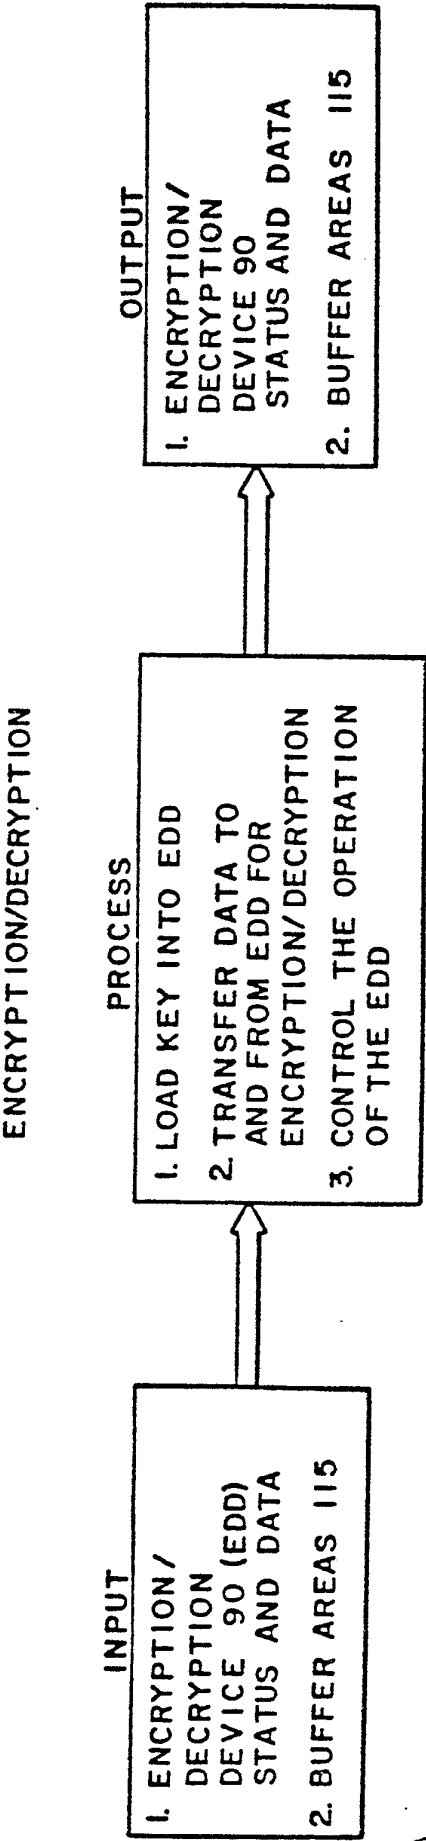 ENCRYPTION/DECRYPTION
INPUT
1. ENCRYPTION/
DECRYPTION
DEVICE 90 (EDD)
STATUS AND DATA
2. BUFFER AREAS 115
PROCESS
1. LOAD KEY INTO EDD
2. TRANSFER DATA TO
AND FROM EDD FOR
ENCRYPTION/DECRYPTION
3. CONTROL THE OPERATION
OF THE EDD
OUTPUT
1. ENCRYPTION/
DECRYPTION
DEVICE 90
STATUS AND DATA
2. BUFFER AREAS 115